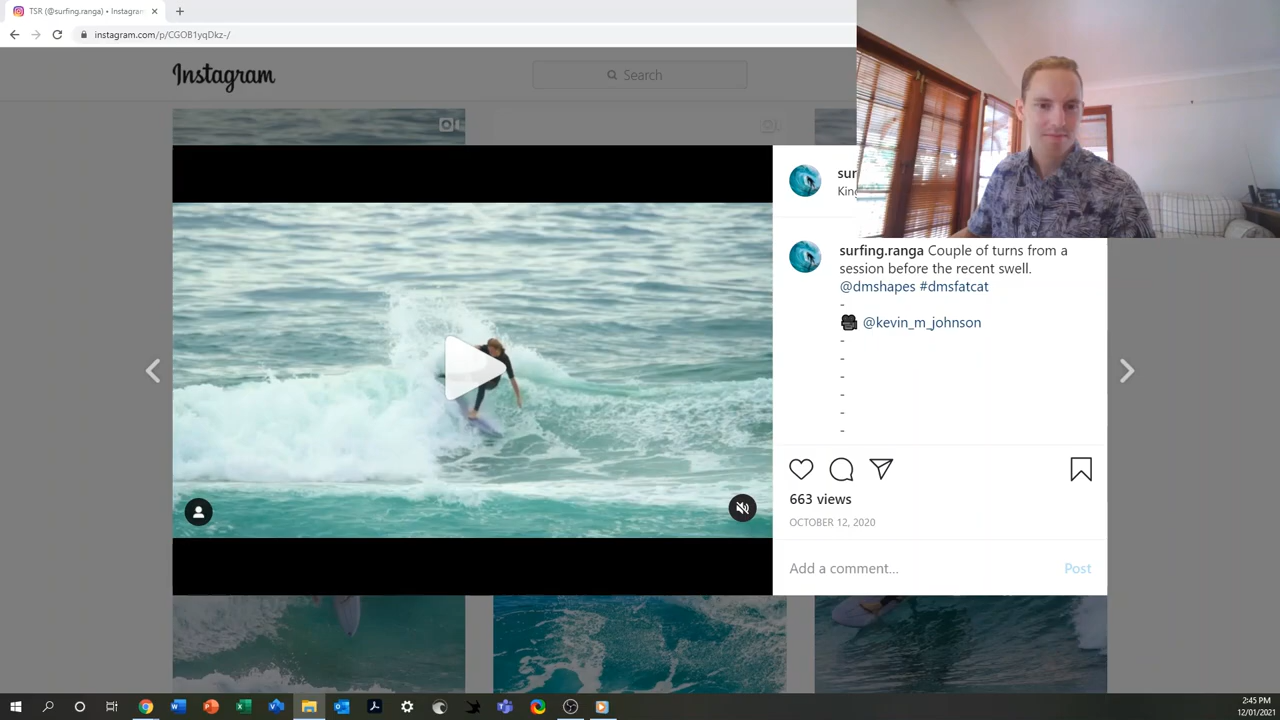 TSR (@surfing.ranga) • Instagram
instagram.com/p/CGOB1yqDkz-/
Instagram
Search
sur
King
surfing.ranga Couple of turns from a
session before the recent swell.
@dmshapes #dmsfatcat
-
@kevin_m_johnson
-
-
-
-
-
-
663 views
OCTOBER 12, 2020
Add a comment...
Post
2:45 PM
12/01/2021